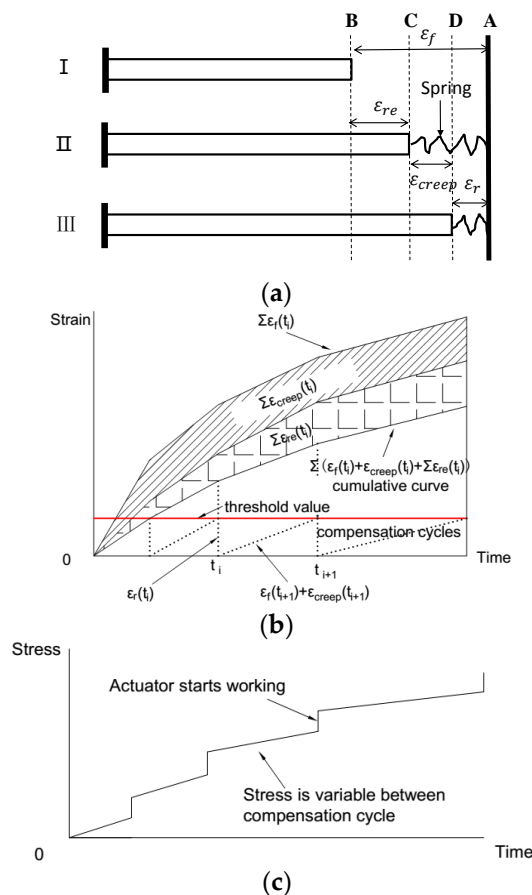 B C D A
Ⅰ
ε_f
ε_re
Spring
Ⅱ
ε_creep ε_r
Ⅲ
(a)
Strain
Σε_f(t_i)
Σε_creep(t_i)
Σε_re(t_i)
Σ (ε_f(t_i)+ε_creep(t_i)+Σε_re(t_i))
cumulative curve
threshold value
compensation cycles
0
t_i
t_i+1
Time
ε_r(t_i)
ε_f(t_i+1)+ε_creep(t_i+1)
(b)
Stress
Actuator starts working
Stress is variable between
compensation cycle
0
Time
(c)